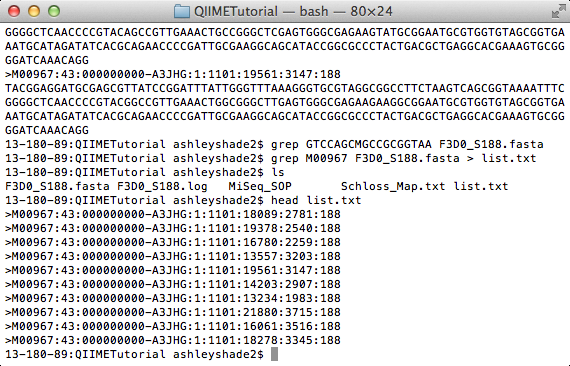 QIIMETutorial — bash — 80×24
GGGGCTCAACCCCGTACAGCCGTTGAAACTGCCGGGCTCGAGTGGGCGAGAAGTATGCGGAATGCGTGGTGTAGCGGTGA
AATGCATAGATATCACGCAGAACCCCGATTGCGAAGGCAGCATACCGGCGCCCTACTGACGCTGAGGCACGAAAGTGCGG
GGATCAAACAGG
>M00967:43:000000000-A3JHG:1:1101:19561:3147:188
TACGGAGGATGCGAGCGTTATCCGGATTTATTGGGTTTAAAGGGTGCGTAGGCGGCCTTCTAAGTCAGCGGTAAAATTTC
GGGGCTCAACCCCGTACGGCCGTTGAAACTGGCGGGCTTGAGTGGGCGAGAAGAAGGCGGAATGCGTGGTGTAGCGGTGA
AATGCATAGATATCACGCAGAACCCCGATTGCGAAGGCAGCATACCGGCGCCCTACTGACGCTGAGGCACGAAAGTGCGG
GGATCAAACAGG
13-180-89:QIIMETutorial ashleyshade2$ grep GTCCAGCMGCCGCGGTAA F3D0_S188.fasta
13-180-89:QIIMETutorial ashleyshade2$ grep M00967 F3D0_S188.fasta > list.txt
13-180-89:QIIMETutorial ashleyshade2$ ls
F3D0_S188.fasta F3D0_S188.log MiSeq_SOP Schloss_Map.txt list.txt
13-180-89:QIIMETutorial ashleyshade2$ head list.txt
>M00967:43:000000000-A3JHG:1:1101:18089:2781:188
>M00967:43:000000000-A3JHG:1:1101:19378:2540:188
>M00967:43:000000000-A3JHG:1:1101:16780:2259:188
>M00967:43:000000000-A3JHG:1:1101:13557:3203:188
>M00967:43:000000000-A3JHG:1:1101:19561:3147:188
>M00967:43:000000000-A3JHG:1:1101:14203:2907:188
>M00967:43:000000000-A3JHG:1:1101:13234:1983:188
>M00967:43:000000000-A3JHG:1:1101:21880:3715:188
>M00967:43:000000000-A3JHG:1:1101:16061:3516:188
>M00967:43:000000000-A3JHG:1:1101:18278:3345:188
13-180-89:QIIMETutorial ashleyshade2$